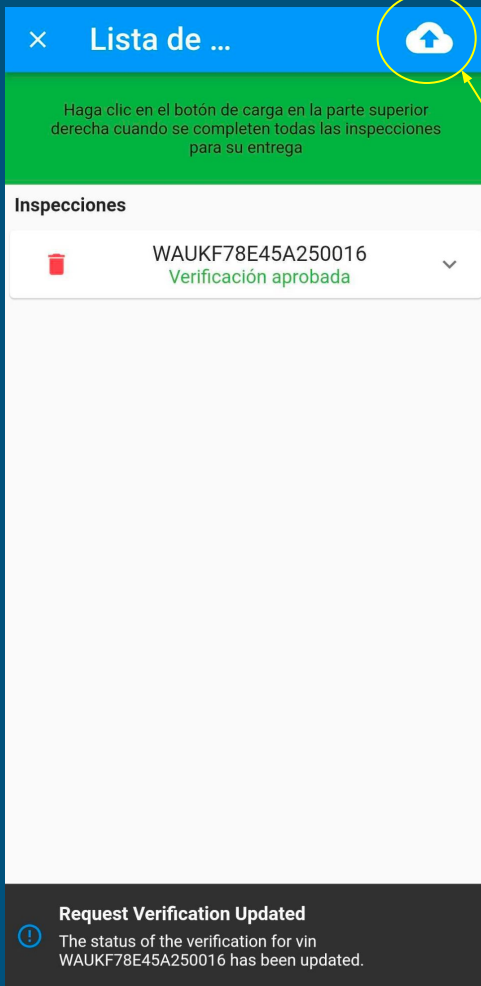 Lista de ...
Haga clic en el botón de carga en la parte superior
derecha cuando se completen todas las inspecciones
para su entrega
Inspecciones
WAUKF78E45A250016
Verificación aprobada
Request Verification Updated
The status of the verification for vin
WAUKF78E45A250016 has been updated.